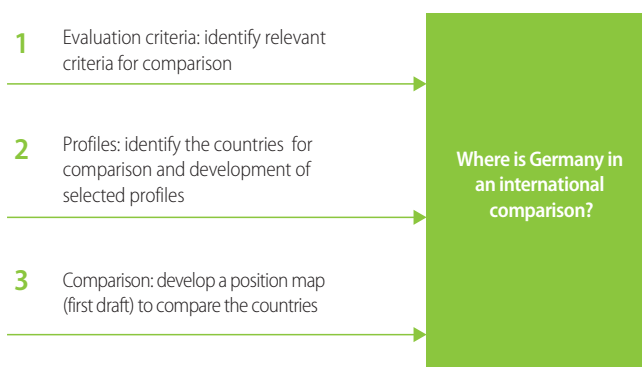 1
Evaluation criteria: identify relevant
criteria for comparison
2
Profiles: identify the countries for
comparison and development of
selected profiles
3
Comparison: develop a position map
(first draft) to compare the countries
Where is Germany in
an international
comparison?